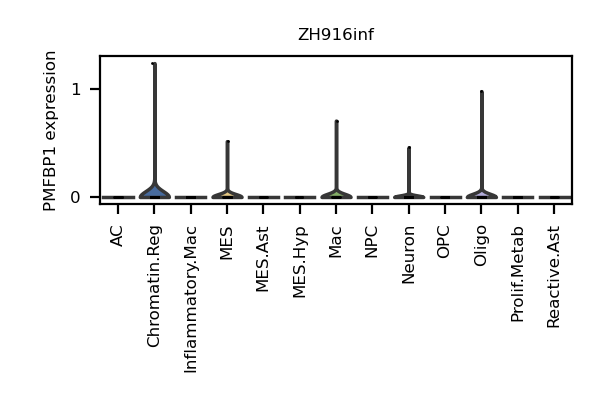 ZH916inf
PMFBP1 expression
1
0
AC
Chromatin.Reg
Inflammatory.Mac
MES
MES.Ast
MES.Hyp
Mac
NPC
Neuron
OPC
Oligo
Prolif.Metab
Reactive.Ast